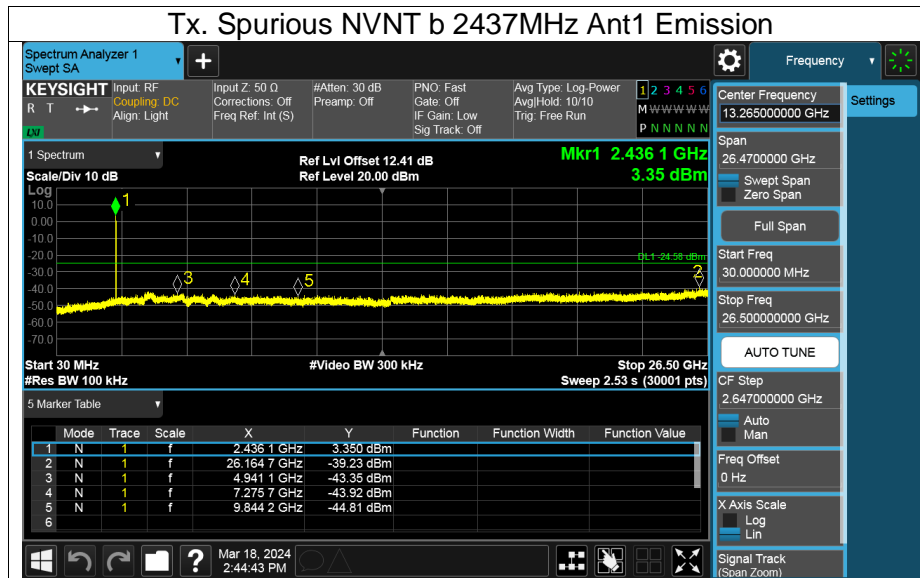 Tx. Spurious NVNT b 2437MHz Ant1 Emission
Spectrum Analyzer 1
Swept SA
+
Frequency
KEYSIGHT
R T
LXI
Input: RF
Coupling: DC
Align: Light
Input Z: 50 Ω
Corrections: Off
Freq Ref: Int (S)
#Atten: 30 dB
Preamp: Off
PNO: Fast
Gate: Off
IF Gain: Low
Sig Track: Off
Avg Type: Log-Power
Avg|Hold: 10/10
Trig: Free Run
1 2 3 4 5 6
M W W W W W
P N N N N N
1 Spectrum
Scale/Div 10 dB
Ref Lvl Offset 12.41 dB
Ref Level 20.00 dBm
Mkr1 2.436 1 GHz
3.35 dBm
Log
10.0
0.00
-10.0
-20.0
-30.0
-40.0
-50.0
-60.0
-70.0
1
3
4
5
2
DL1 -24.58 dBm
Start 30 MHz
#Video BW 300 kHz
Stop 26.50 GHz
#Res BW 100 kHz
Sweep 2.53 s (30001 pts)
5 Marker Table
Mode Trace Scale X Y Function Function Width Function Value
1 N 1 f 2.436 1 GHz 3.350 dBm
2 N 1 f 26.164 7 GHz -39.23 dBm
3 N 1 f 4.941 1 GHz -43.35 dBm
4 N 1 f 7.275 7 GHz -43.92 dBm
5 N 1 f 9.844 2 GHz -44.81 dBm
6
?
Mar 18, 2024
2:44:43 PM
Center Frequency
13.265000000 GHz
Settings
Span
26.4700000 GHz
Swept Span
Zero Span
Full Span
Start Freq
30.000000 MHz
Stop Freq
26.500000000 GHz
AUTO TUNE
CF Step
2.647000000 GHz
Auto
Man
Freq Offset
0 Hz
X Axis Scale
Log
Lin
Signal Track
(Span Zoom)